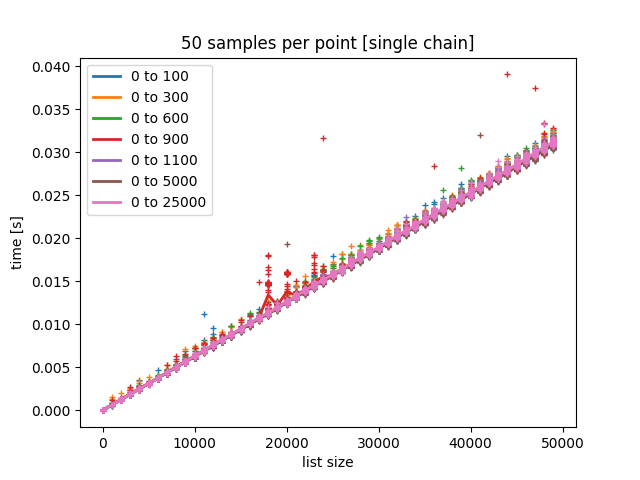 50 samples per point [single chain]
0.040
0.035
0.030
0.025
0.020
0.015
0.010
0.005
0.000
time [s]
0 to 100
0 to 300
0 to 600
0 to 900
0 to 1100
0 to 5000
0 to 25000
0
10000
20000
30000
40000
50000
list size